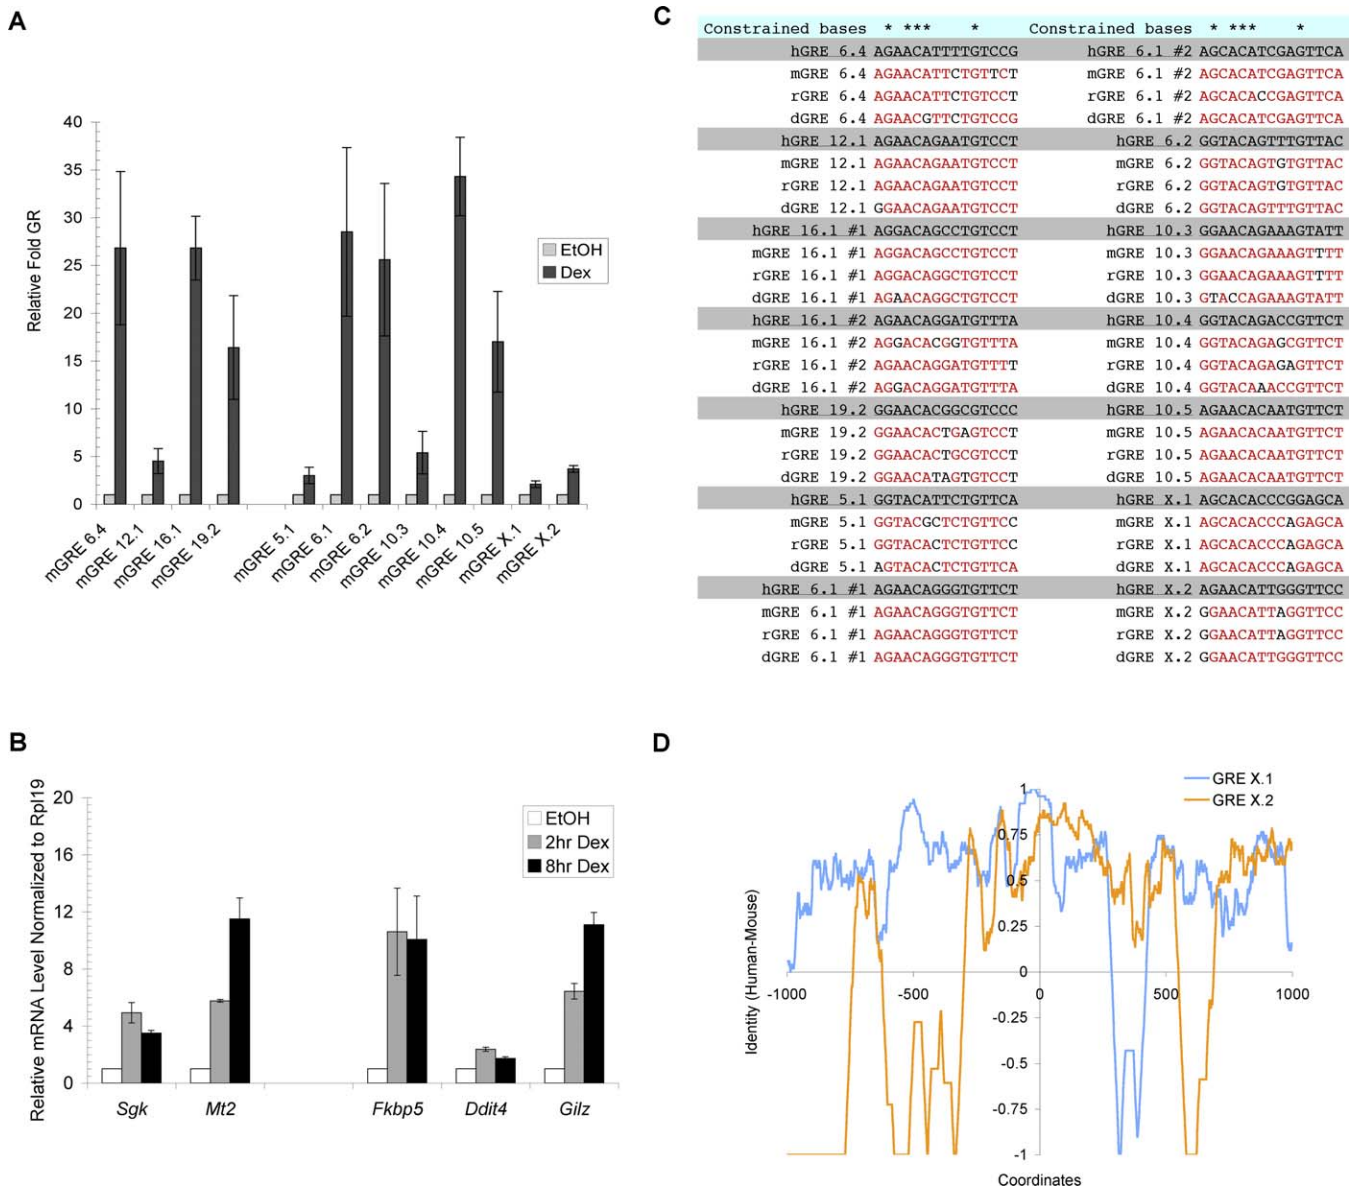 A
Relative Fold GR
40
35
30
25
20
15
10
5
0
EtOH
Dex
mGRE 6.4
mGRE 12.1
mGRE 16.1
mGRE 19.2
mGRE 5.1
mGRE 6.1
mGRE 6.2
mGRE 10.3
mGRE 10.4
mGRE 10.5
mGRE X.1
mGRE X.2
B
Relative mRNA Level Normalized to Rpl19
20
16
12
8
4
0
EtOH
2hr Dex
8hr Dex
Sgk
Mt2
Fkbp5
Ddit4
Gilz
C
Constrained bases * *** *
hGRE 6.4 AGAACATTTTGTCCG
mGRE 6.4 AGAACATTCTGTTCT
rGRE 6.4 AGAACATTCTGTCCT
dGRE 6.4 AGAACGTTCTGTCCG
hGRE 12.1 AGAACAGAATGTCCT
mGRE 12.1 AGAACAGAATGTCCT
rGRE 12.1 AGAACAGAATGTCCT
dGRE 12.1 GGAACAGAATGTCCT
hGRE 16.1 #1 AGGACAGCCTGTCCT
mGRE 16.1 #1 AGGACAGCCTGTCCT
rGRE 16.1 #1 AGGACAGGCTGTCCT
dGRE 16.1 #1 AGAACAGGCTGTCCT
hGRE 16.1 #2 AGAACAGGATGTTTA
mGRE 16.1 #2 AGGACACGGTGTTTA
rGRE 16.1 #2 AGAACAGGATGTTTT
dGRE 16.1 #2 AGGACAGGATGTTTA
hGRE 19.2 GGAACACGGCGTCCC
mGRE 19.2 GGAACACTGAGTCCT
rGRE 19.2 GGAACACTGCGTCCT
dGRE 19.2 GGAACATAGTGTCCT
hGRE 5.1 GGTACATTCTGTTCA
mGRE 5.1 GGTACGCTCTGTTCC
rGRE 5.1 GGTACACTCTGTTCC
dGRE 5.1 AGTACACTCTGTTCA
hGRE 6.1 #1 AGAACAGGGTGTTCT
mGRE 6.1 #1 AGAACAGGGTGTTCT
rGRE 6.1 #1 AGAACAGGGTGTTCT
dGRE 6.1 #1 AGAACAGGGTGTTCT
Constrained bases * *** *
hGRE 6.1 #2 AGCACATCGAGTTCA
mGRE 6.1 #2 AGCACATCGAGTTCA
rGRE 6.1 #2 AGCACACCGAGTTCA
dGRE 6.1 #2 AGCACATCGAGTTCA
hGRE 6.2 GGTACAGTTTGTTAC
mGRE 6.2 GGTACAGTGTGTTAC
rGRE 6.2 GGTACAGTGTGTTAC
dGRE 6.2 GGTACAGTTTGTTAC
hGRE 10.3 GGAACAGAAAGTATT
mGRE 10.3 GGAACAGAAAGTTTT
rGRE 10.3 GGAACAGAAAGTTTT
dGRE 10.3 GTACCAGAAAGTATT
hGRE 10.4 GGTACAGACCGTTCT
mGRE 10.4 GGTACAGAGCGTTCT
rGRE 10.4 GGTACAGAGAGTTCT
dGRE 10.4 GGTACAAACCGTTCT
hGRE 10.5 AGAACACAATGTTCT
mGRE 10.5 AGAACACAATGTTCT
rGRE 10.5 AGAACACAATGTTCT
dGRE 10.5 AGAACACAATGTTCT
hGRE X.1 AGCACACCCGGAGCA
mGRE X.1 AGCACACCCAGAGCA
rGRE X.1 AGCACACCCAGAGCA
dGRE X.1 AGCACACCCAGAGCA
hGRE X.2 AGAACATTGGGTTCC
mGRE X.2 GGAACATTAGGTTCC
rGRE X.2 GGAACATTAGGTTCC
dGRE X.2 GGAACATTGGGTTCC
D
GRE X.1
GRE X.2
Identity (Human-Mouse)
1
0.75
0.5
0.25
0
-1000
-500
0
500
1000
-0.25
-0.5
-0.75
-1
Coordinates